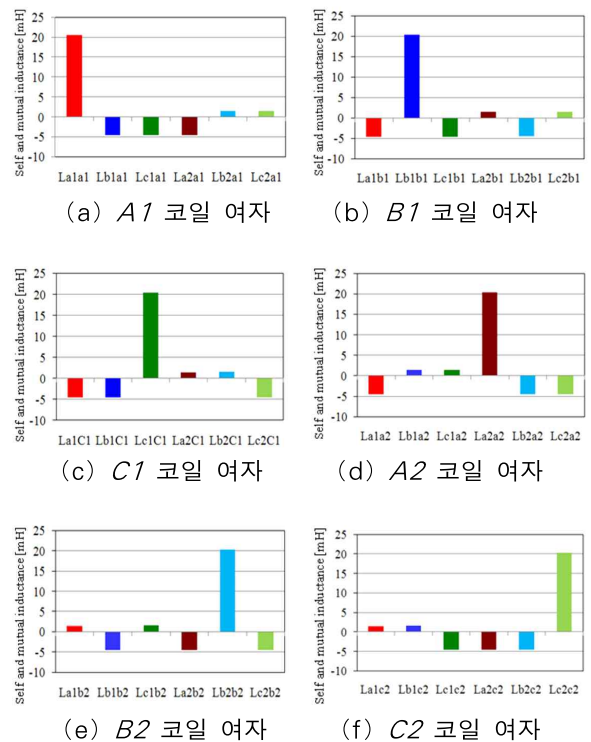 Self and mutual inductance [mH]
25
20
15
10
5
0
-5
-10
La1a1 Lb1a1 Lc1a1 La2a1 Lb2a1 Lc2a1
(a) A1 코일 여자
Self and mutual inductance [mH]
25
20
15
10
5
0
-5
-10
La1b1 Lb1b1 Lc1b1 La2b1 Lb2b1 Lc2b1
(b) B1 코일 여자
Self and mutual inductance [mH]
25
20
15
10
5
0
-5
-10
La1C1 Lb1C1 Lc1C1 La2C1 Lb2C1 Lc2C1
(c) C1 코일 여자
Self and mutual inductance [mH]
25
20
15
10
5
0
-5
-10
La1a2 Lb1a2 Lc1a2 La2a2 Lb2a2 Lc2a2
(d) A2 코일 여자
Self and mutual inductance [mH]
25
20
15
10
5
0
-5
-10
La1b2 Lb1b2 Lc1b2 La2b2 Lb2b2 Lc2b2
(e) B2 코일 여자
Self and mutual inductance [mH]
25
20
15
10
5
0
-5
-10
La1c2 Lb1c2 Lc1c2 La2c2 Lb2c2 Lc2c2
(f) C2 코일 여자